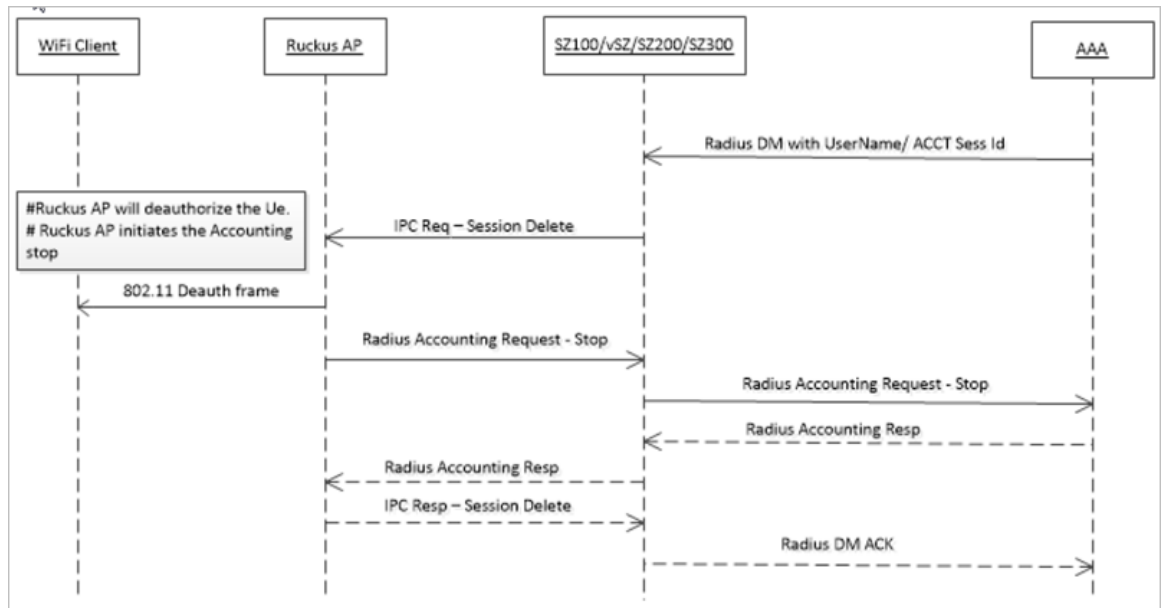 WiFi Client
Ruckus AP
SZ100/vSZ/SZ200/SZ300
AAA
Radius DM with UserName/ ACCT Sess Id
#Ruckus AP will deauthorize the Ue.
# Ruckus AP initiates the Accounting
stop
IPC Req – Session Delete
802.11 Deauth frame
Radius Accounting Request - Stop
Radius Accounting Request - Stop
Radius Accounting Resp
Radius Accounting Resp
IPC Resp – Session Delete
Radius DM ACK